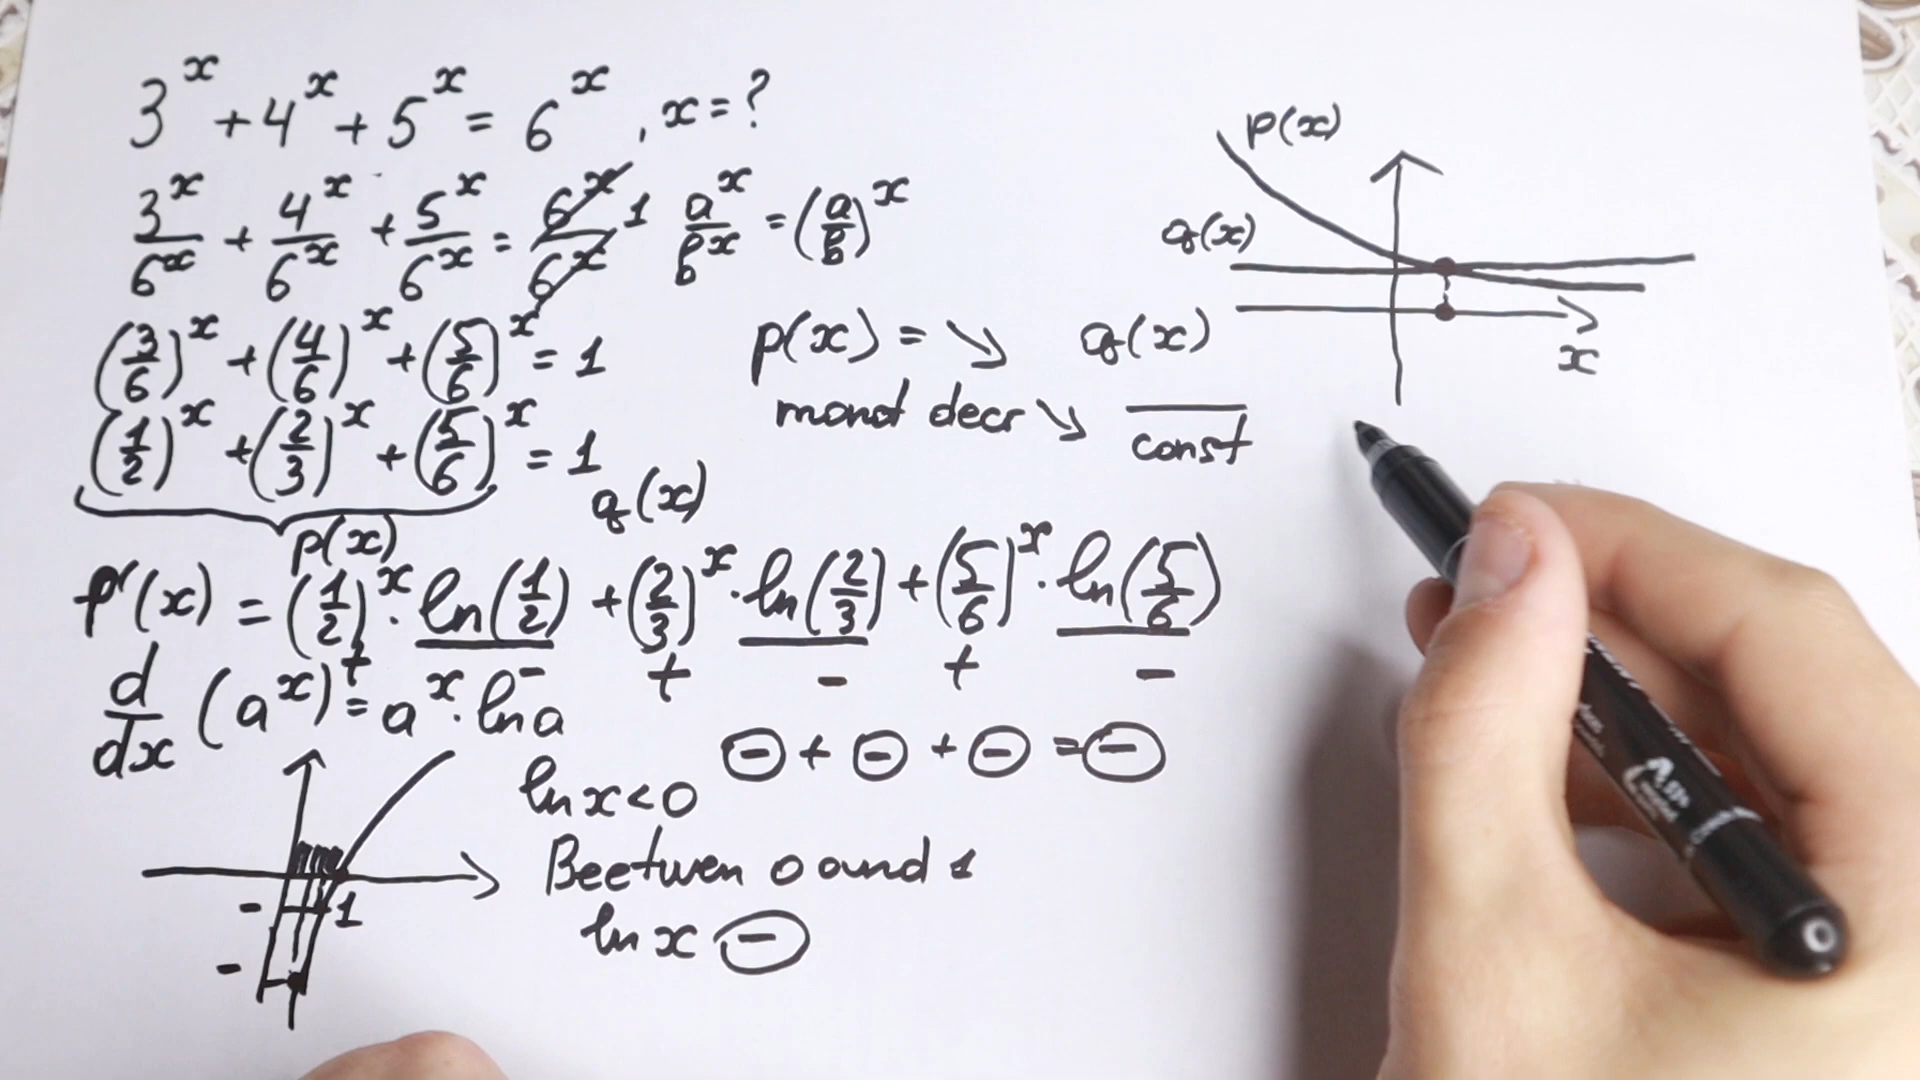 3^x + 4^x + 5^x = 6^x, x = ?
3^x/6^x + 4^x/6^x + 5^x/6^x = 6^x/6^x 1 a^x/b^x = (a/b)^x
(3/6)^x + (4/6)^x + (5/6)^x = 1
(1/2)^x + (2/3)^x + (5/6)^x = 1
p(x)
q(x)
p(x) = ↘ q(x)
monot decr ↘ const
p(x)
q(x)
x
p'(x) = (1/2)^x · ln(1/2) + (2/3)^x · ln(2/3) + (5/6)^x · ln(5/6)
+ - + - + -
d/dx (a^x) = a^x · ln a
⊖ + ⊖ + ⊖ = ⊖
ln x < 0
Beetwen 0 and 1
ln x ⊖
- 1
-